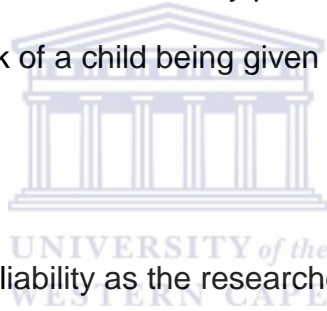 k of a child being given
UNIVERSITY of the
liability as the researche
WESTERN CAPE